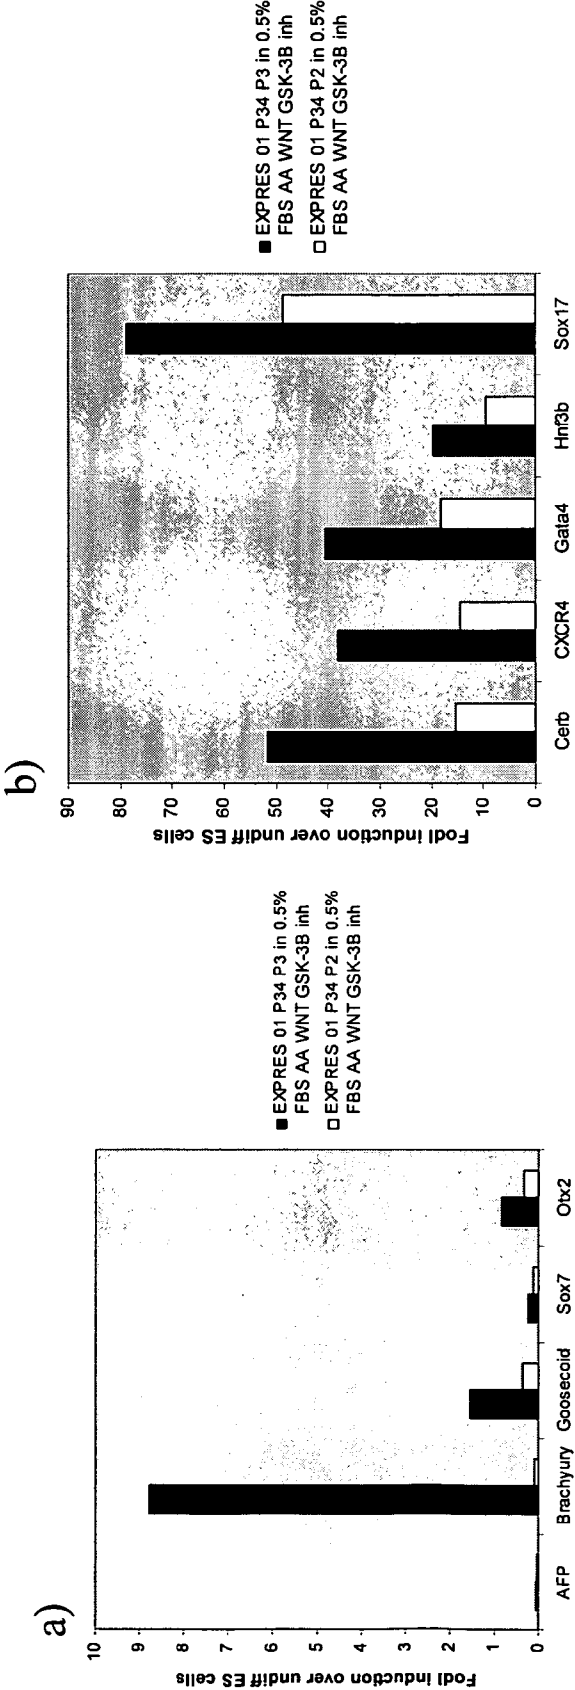 a)
Fodl induction over undiff ES cells
10
9
8
7
6
5
4
3
2
1
0
AFP
Brachyury
Goosecoid
Sox7
Otx2
■ EXPRES 01 P34 P3 in 0.5%
FBS AA WNT GSK-3B inh
□ EXPRES 01 P34 P2 in 0.5%
FBS AA WNT GSK-3B inh
b)
Fodl induction over undiff ES cells
90
80
70
60
50
40
30
20
10
0
Cerb
CXCR4
Gata4
Hnf3b
Sox17
■ EXPRES 01 P34 P3 in 0.5%
FBS AA WNT GSK-3B inh
□ EXPRES 01 P34 P2 in 0.5%
FBS AA WNT GSK-3B inh